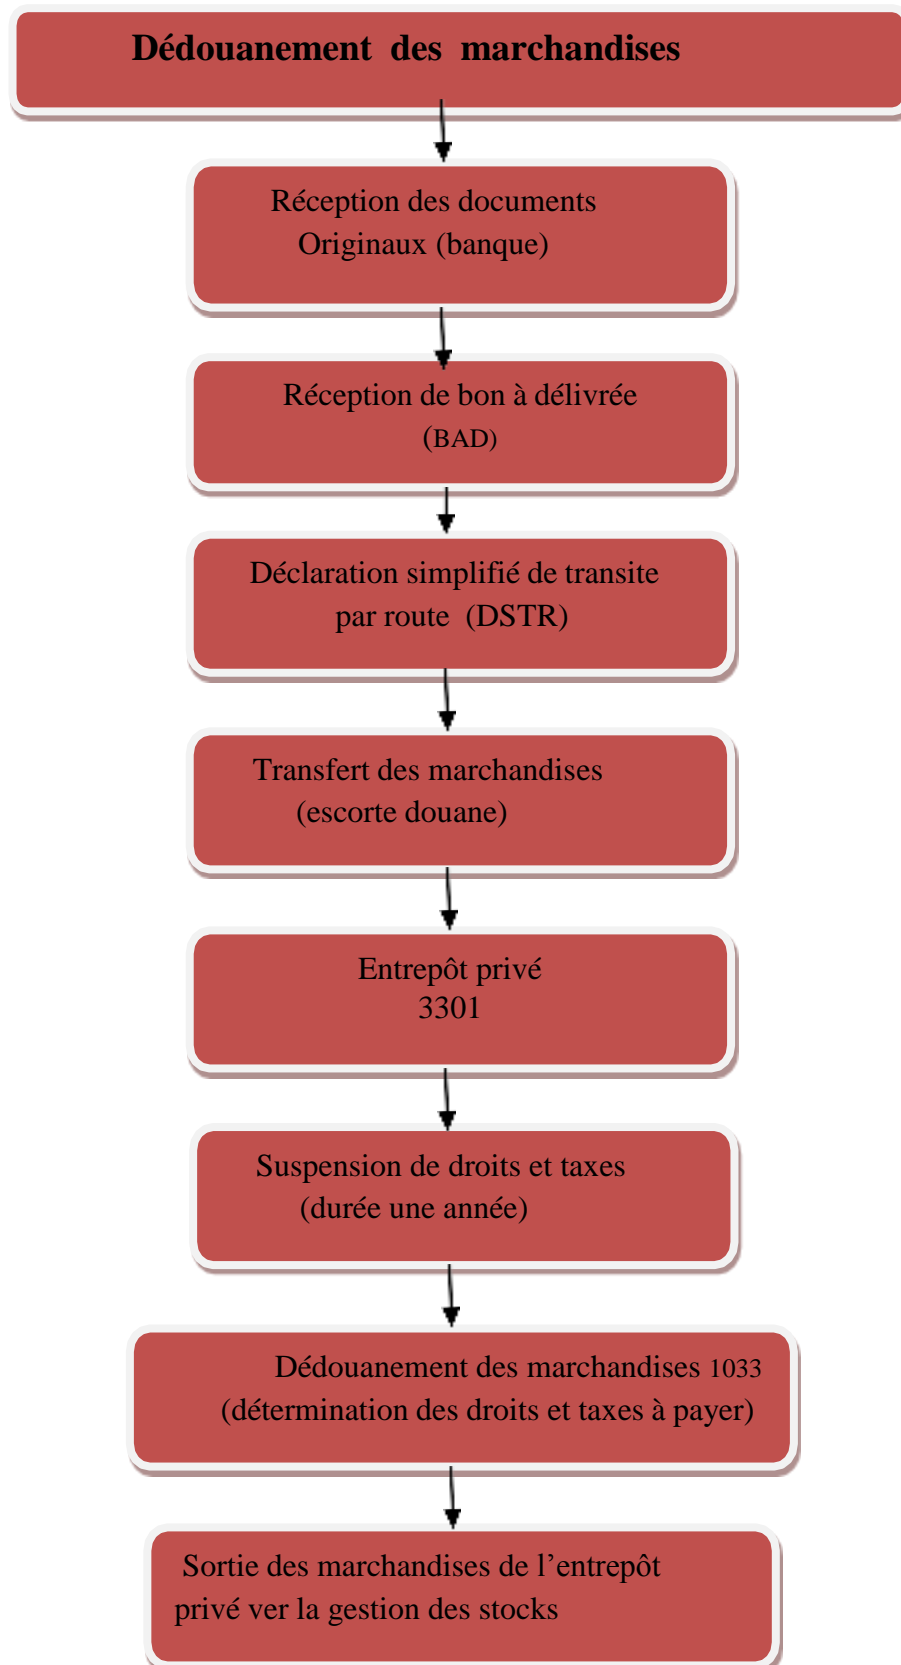 Dédouanement des marchandises
Réception des documents
Originaux (banque)
Réception de bon à délivrée
(BAD)
Déclaration simplifié de transite
par route (DSTR)
Transfert des marchandises
(escorte douane)
Entrepôt privé
3301
Suspension de droits et taxes
(durée une année)
Dédouanement des marchandises 1033
(détermination des droits et taxes à payer)
Sortie des marchandises de l’entrepôt
privé ver la gestion des stocks